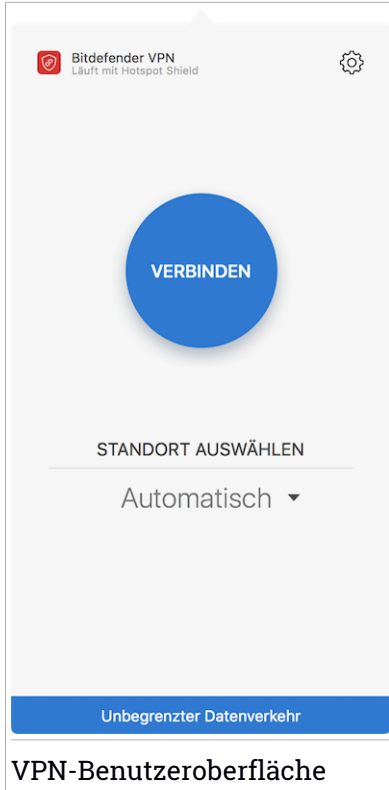 Bitdefender VPN
Läuft mit Hotspot Shield
VERBINDEN
STANDORT AUSWÄHLEN
Automatisch
Unbegrenzter Datenverkehr
VPN-Benutzeroberfläche